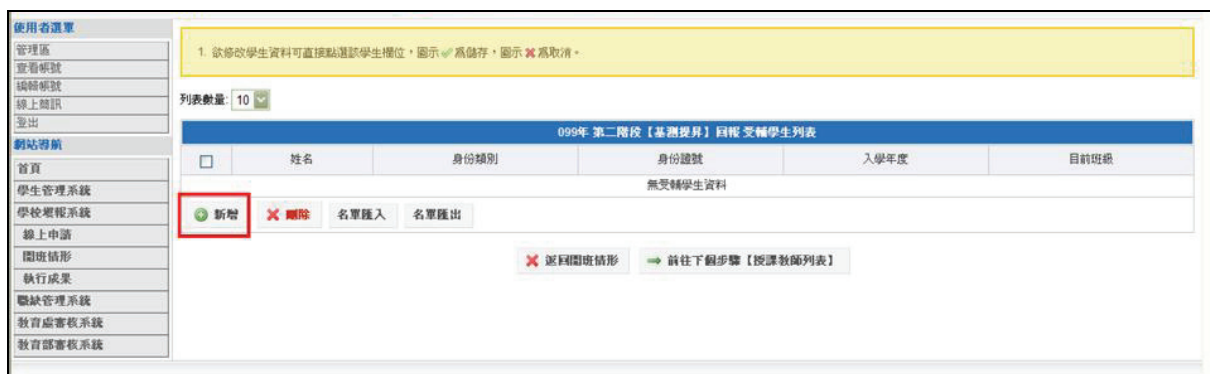 使用者選單
管理區
查看帳號
編輯帳號
線上簡訊
登出
網站導航
首頁
學生管理系統
學校填報系統
線上申請
開班情形
執行成果
職缺管理系統
教育處審核系統
教育部審核系統
1. 欲修改學生資料可直接點選該學生欄位，圖示 ✔ 為儲存，圖示 ✖ 為取消。
列表數量: 10
099年 第二階段【基測提昇】回報 受輔學生列表
姓名 身份類別 身份證號 入學年度 目前班級
無受輔學生資料
新增 刪除 名單匯入 名單匯出
返回開班情形 前往下個步驟【授課教師列表】